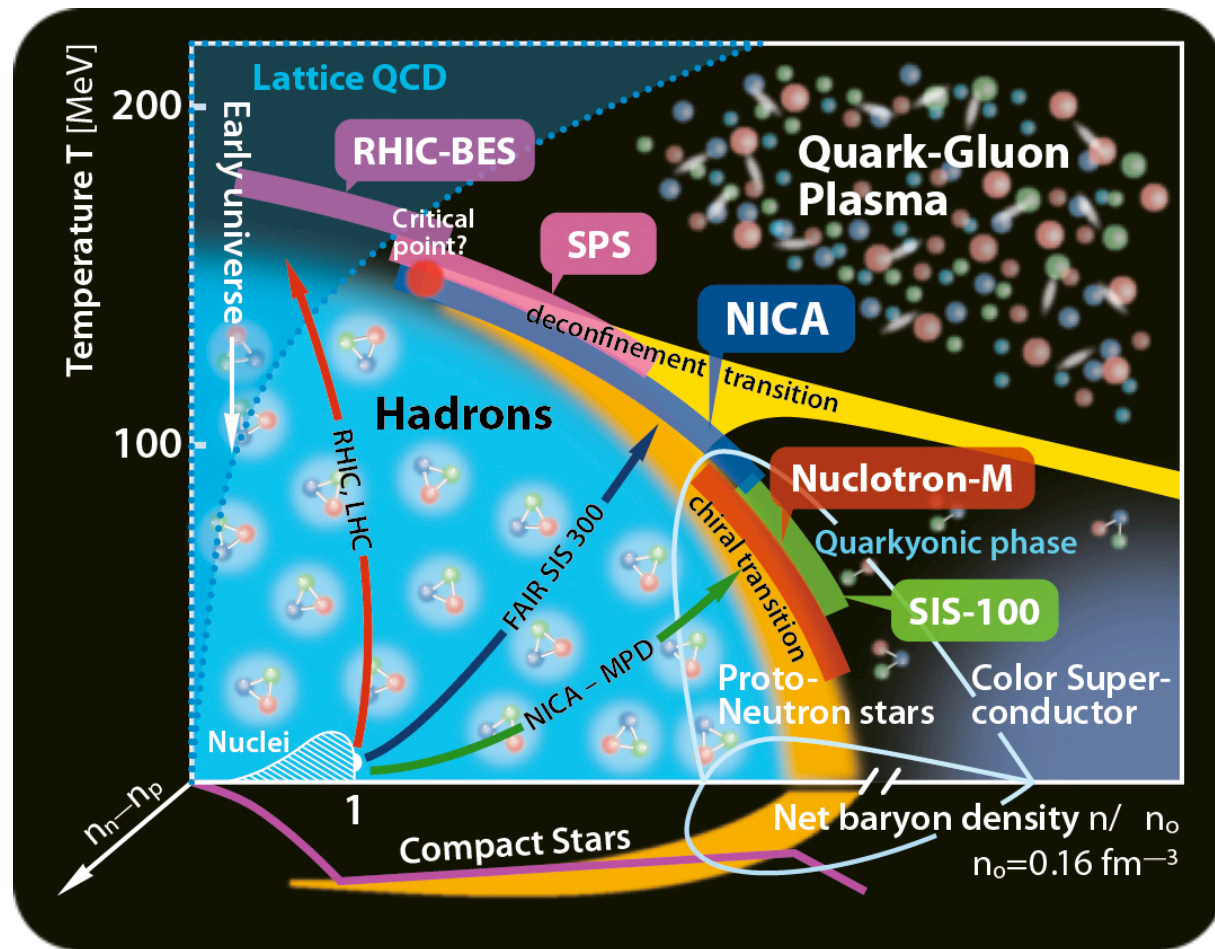 Temperature T [MeV]
200
100
Lattice QCD
Early universe
RHIC-BES
Critical
point?
SPS
NICA
Quark-Gluon
Plasma
deconfinement transition
Hadrons
RHIC, LHC
FAIR SIS 300
NICA – MPD
chiral transition
Nuclotron-M
Quarkyonic phase
SIS-100
Proto-
Neutron stars
Color Super-
conductor
Nuclei
1
nn—np
Compact Stars
Net baryon density n/ no
no=0.16 fm—3